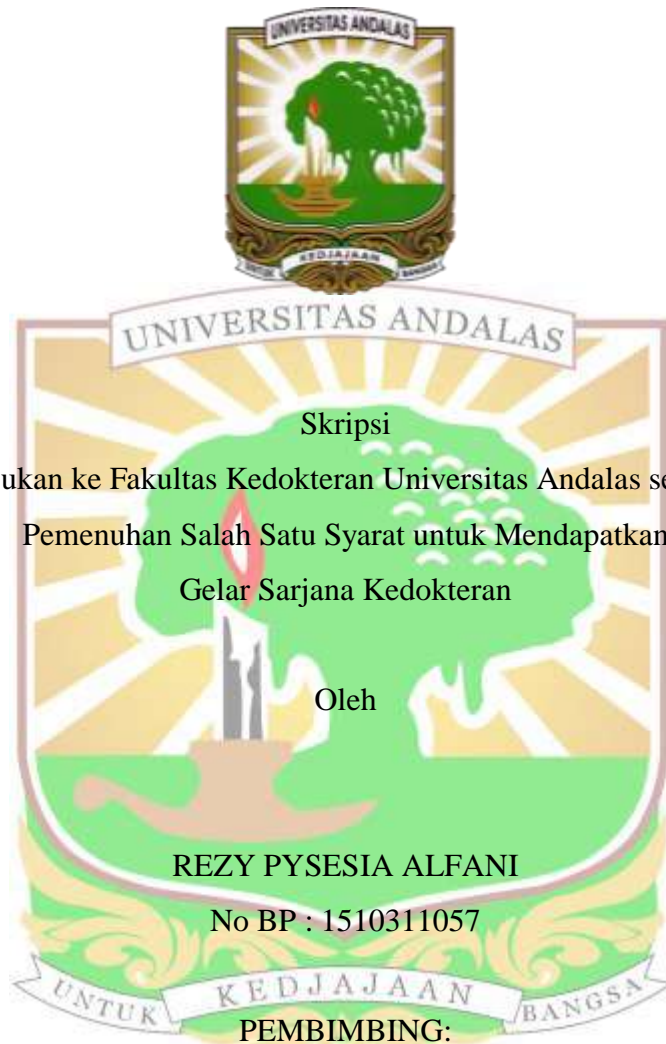 UNIVERSITAS ANDALAS
UNTUK KEDJAJAAN BANGSA
UNIVERSITAS ANDALAS
Skripsi
ukan ke Fakultas Kedokteran Universitas Andalas se
Pemenuhan Salah Satu Syarat untuk Mendapatkan
Gelar Sarjana Kedokteran
Oleh
REZY PYSESIA ALFANI
No BP : 1510311057
UNTUK KEDJAJAAN BANGSA
PEMBIMBING: